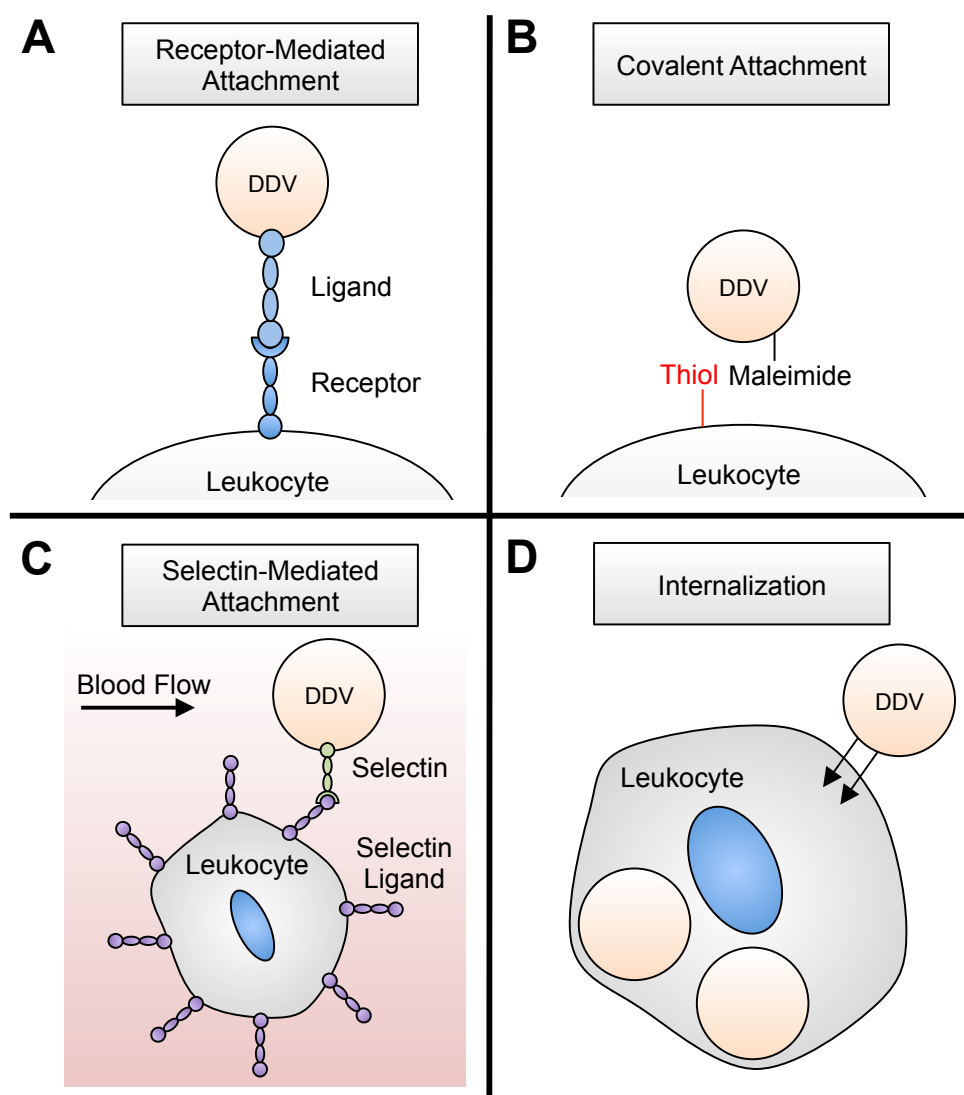 A
Receptor-Mediated
Attachment
DDV
Ligand
Receptor
Leukocyte
B
Covalent Attachment
DDV
Thiol Maleimide
Leukocyte
C
Selectin-Mediated
Attachment
Blood Flow
DDV
Selectin
Leukocyte
Selectin
Ligand
D
Internalization
DDV
Leukocyte